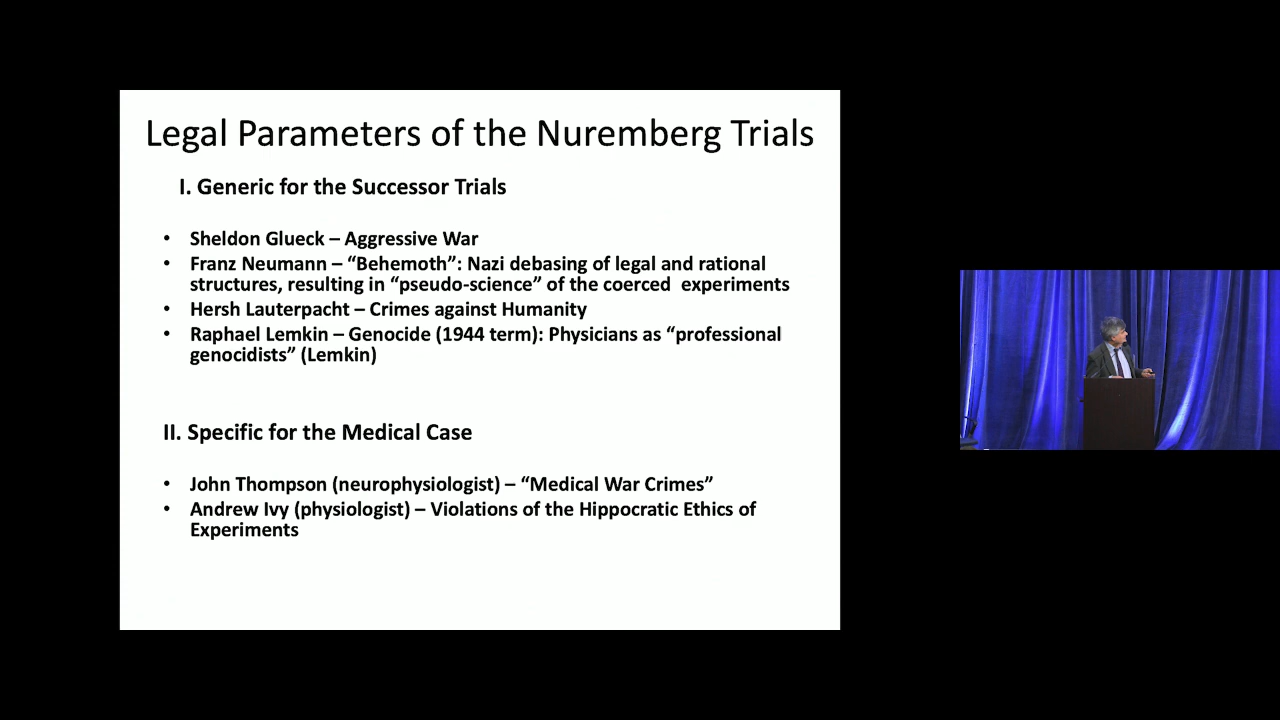 Legal Parameters of the Nuremberg Trials
I. Generic for the Successor Trials
• Sheldon Glueck – Aggressive War
• Franz Neumann – “Behemoth”: Nazi debasing of legal and rational
structures, resulting in “pseudo-science” of the coerced  experiments
• Hersh Lauterpacht – Crimes against Humanity
• Raphael Lemkin – Genocide (1944 term): Physicians as “professional
genocidists” (Lemkin)
II. Specific for the Medical Case
• John Thompson (neurophysiologist) – “Medical War Crimes”
• Andrew Ivy (physiologist) – Violations of the Hippocratic Ethics of
Experiments